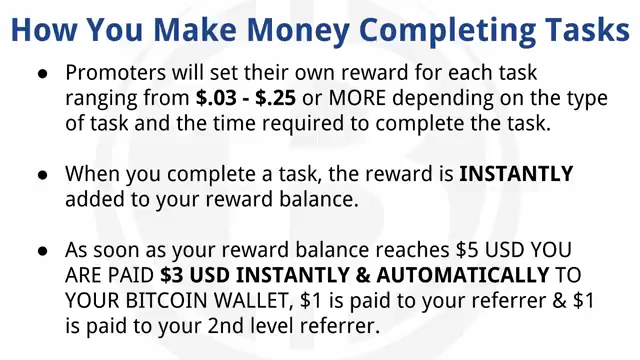 How You Make Money Completing Tasks
● Promoters will set their own reward for each task
ranging from $.03 - $.25 or MORE depending on the type
of task and the time required to complete the task.
● When you complete a task, the reward is INSTANTLY
added to your reward balance.
● As soon as your reward balance reaches $5 USD YOU
ARE PAID $3 USD INSTANTLY & AUTOMATICALLY TO
YOUR BITCOIN WALLET, $1 is paid to your referrer & $1
is paid to your 2nd level referrer.